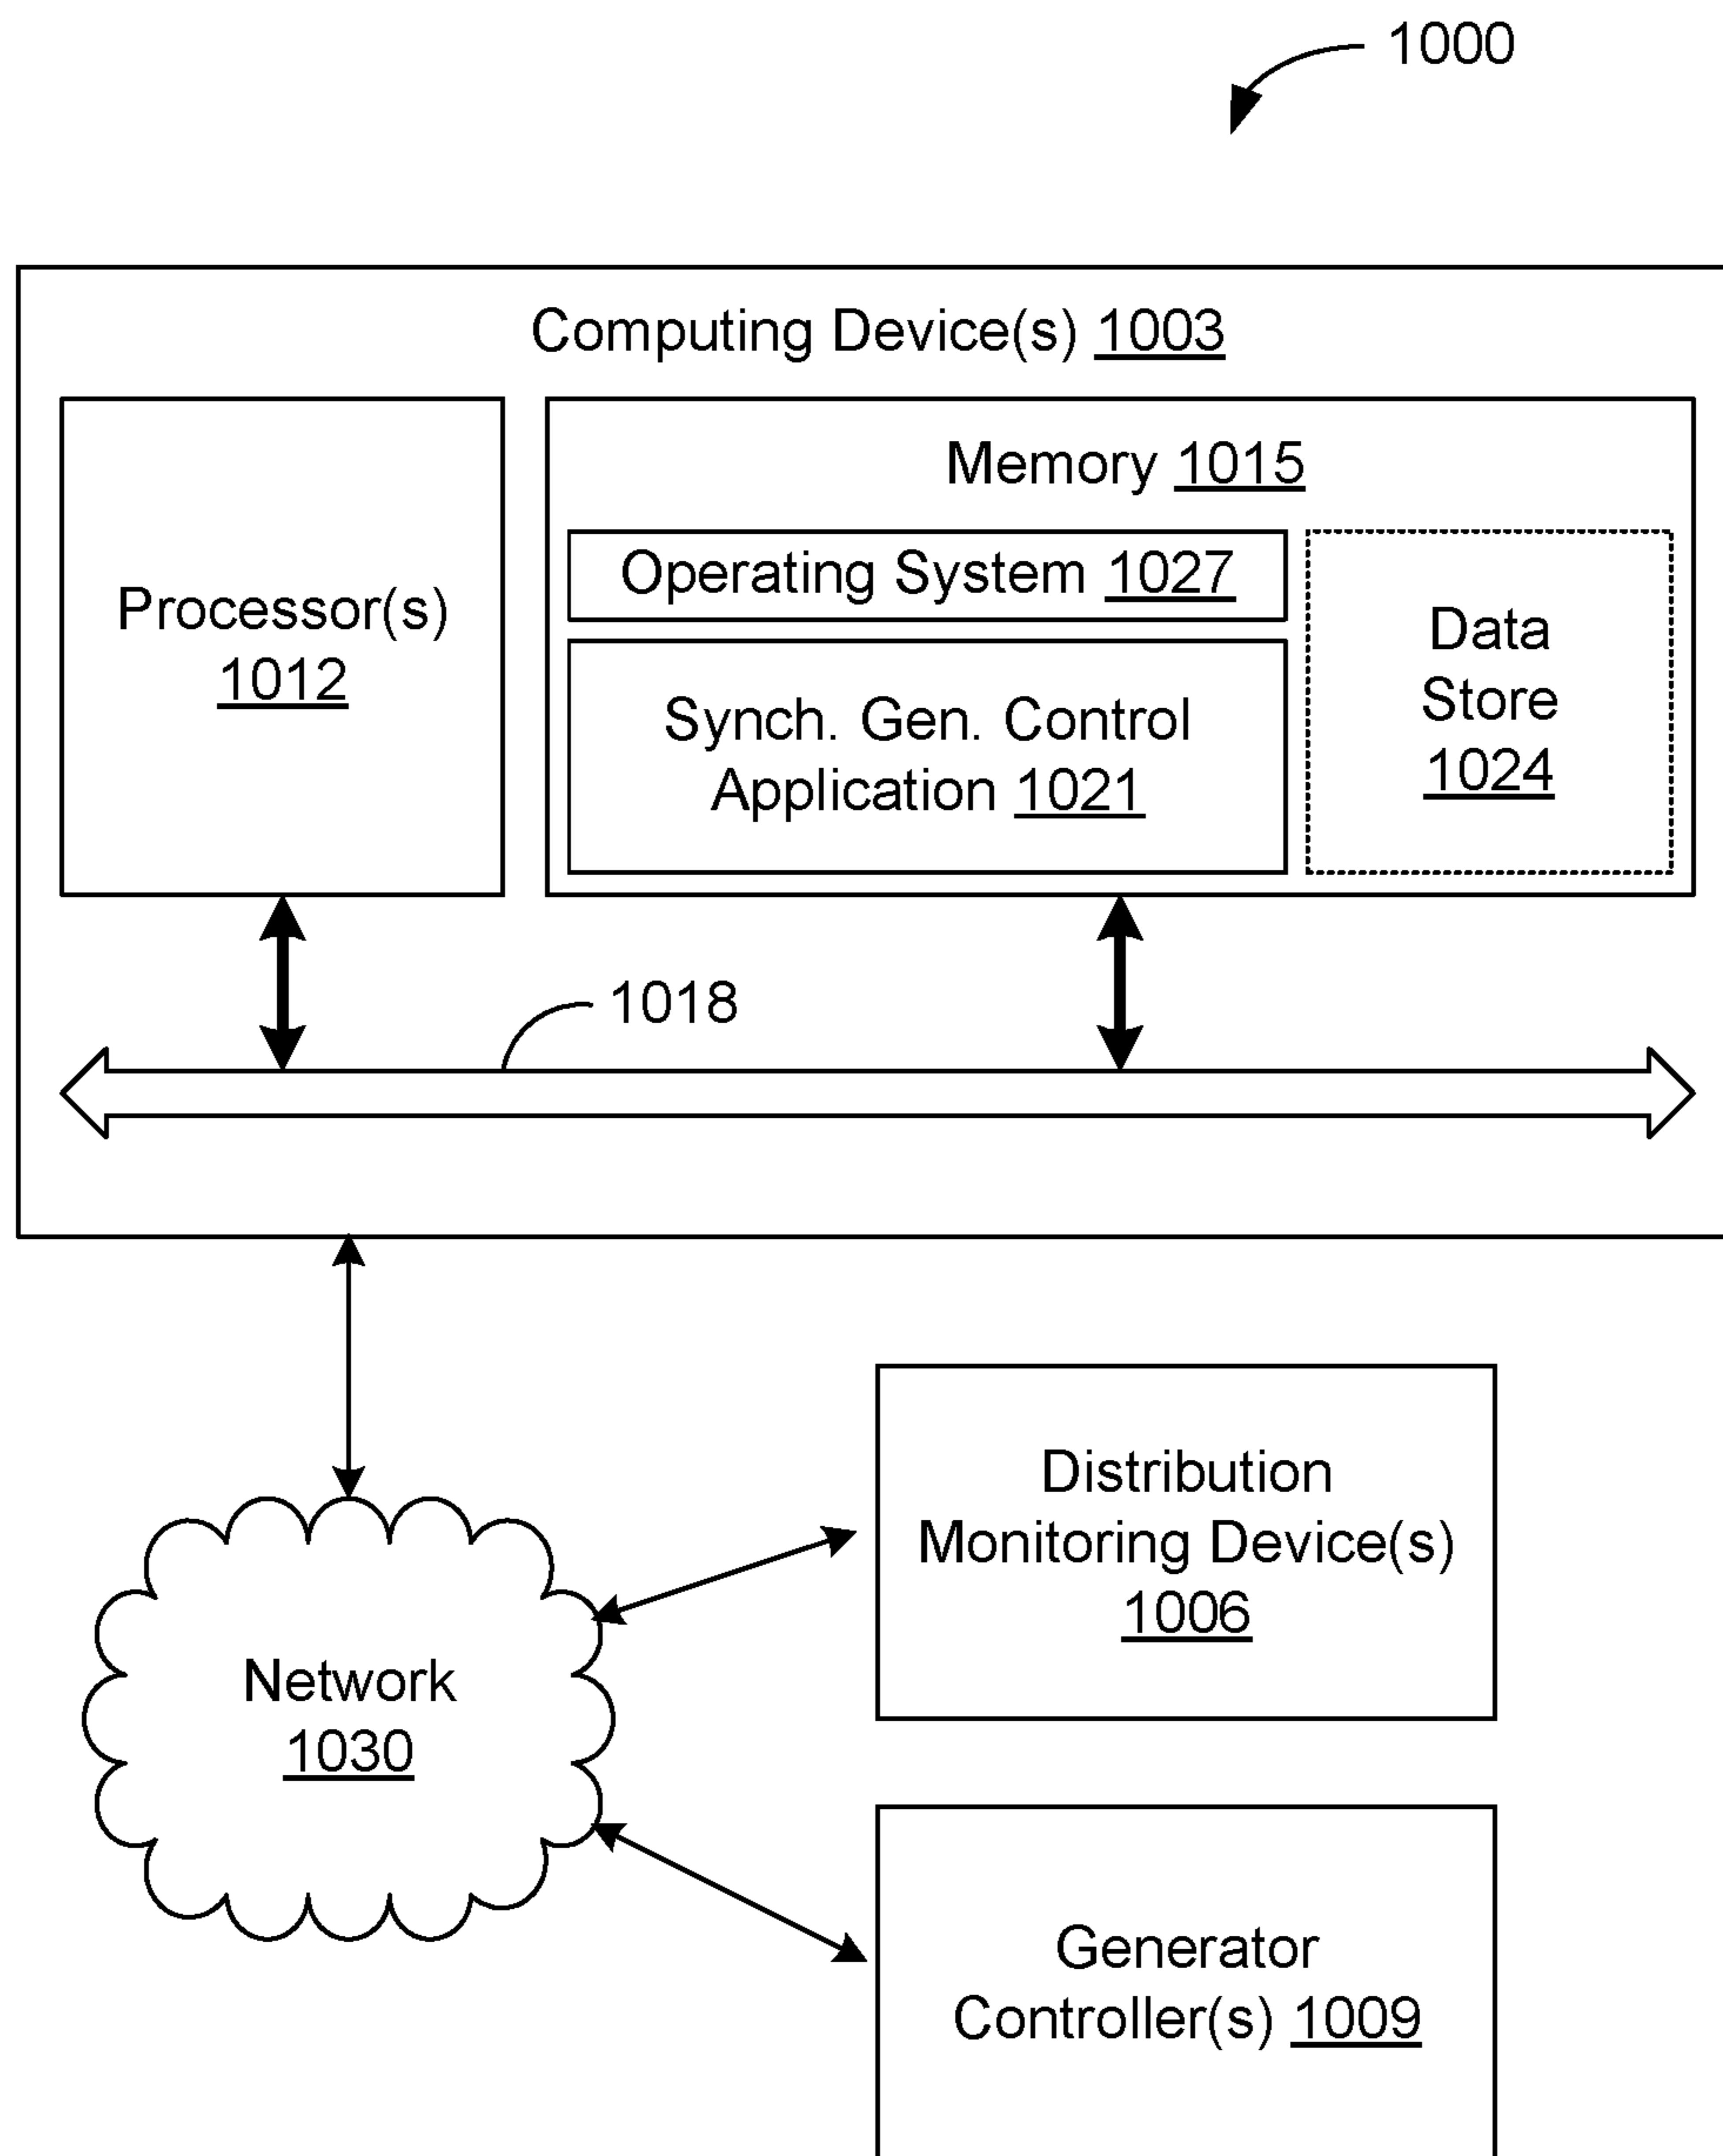 1000
Computing Device(s) 1003
Processor(s)
1012
Memory 1015
Operating System 1027
Synch. Gen. Control
Application 1021
Data
Store
1024
1018
Network
1030
Distribution
Monitoring Device(s)
1006
Generator
Controller(s) 1009